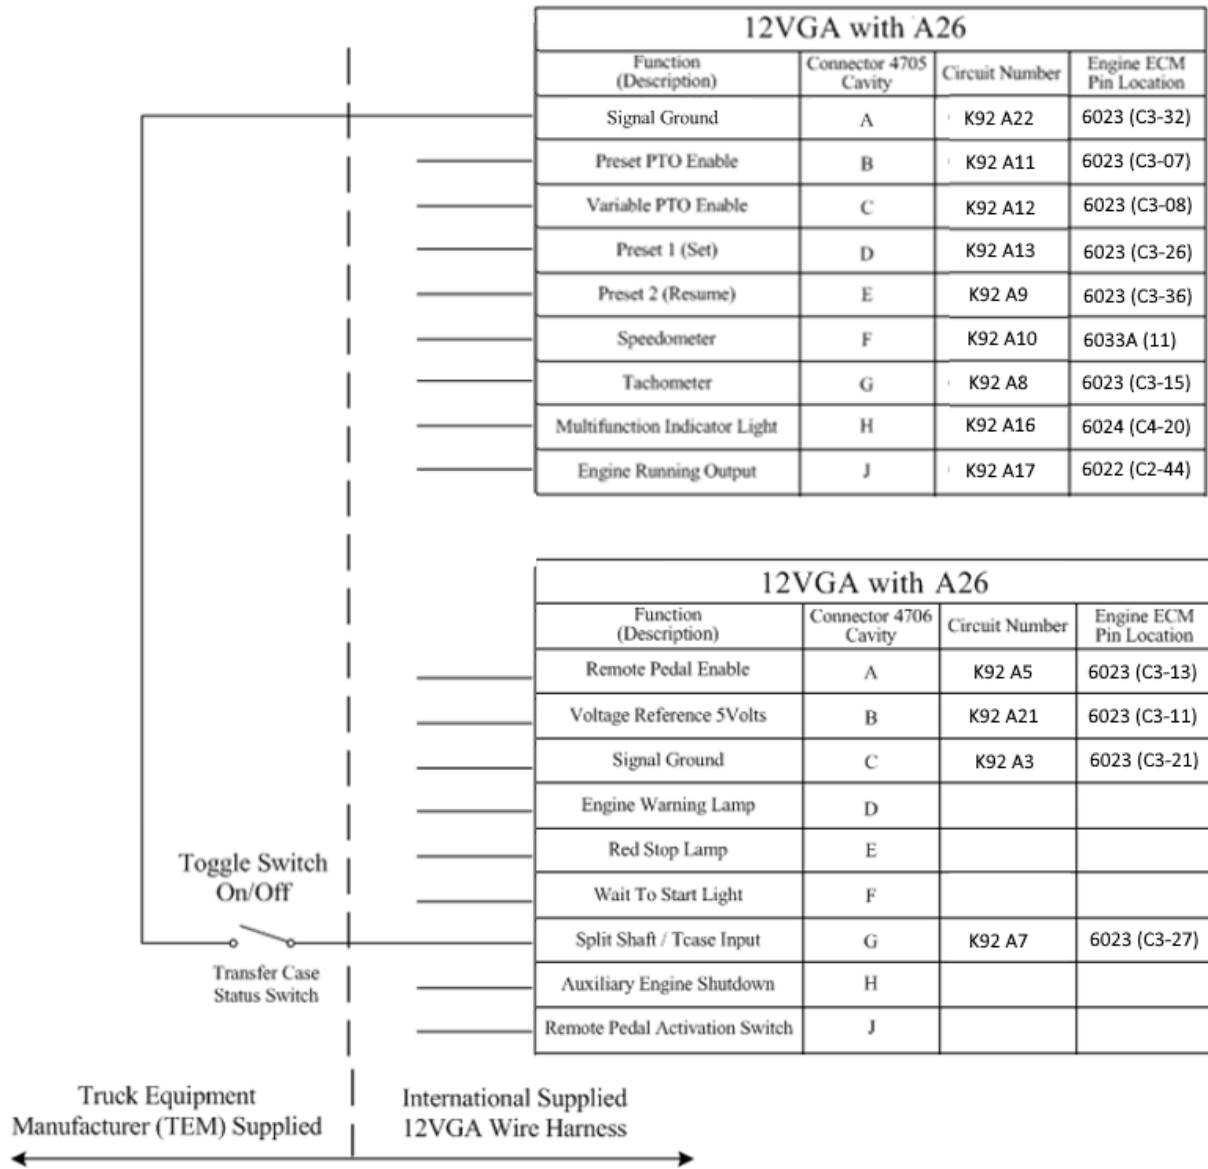 12VGA with A26
Function (Description) Connector 4705 Cavity Circuit Number Engine ECM Pin Location
Signal Ground A K92 A22 6023 (C3-32)
Preset PTO Enable B K92 A11 6023 (C3-07)
Variable PTO Enable C K92 A12 6023 (C3-08)
Preset 1 (Set) D K92 A13 6023 (C3-26)
Preset 2 (Resume) E K92 A9 6023 (C3-36)
Speedometer F K92 A10 6033A (11)
Tachometer G K92 A8 6023 (C3-15)
Multifunction Indicator Light H K92 A16 6024 (C4-20)
Engine Running Output J K92 A17 6022 (C2-44)
12VGA with A26
Function (Description) Connector 4706 Cavity Circuit Number Engine ECM Pin Location
Remote Pedal Enable A K92 A5 6023 (C3-13)
Voltage Reference 5Volts B K92 A21 6023 (C3-11)
Signal Ground C K92 A3 6023 (C3-21)
Engine Warning Lamp D
Red Stop Lamp E
Wait To Start Light F
Split Shaft / Tcase Input G K92 A7 6023 (C3-27)
Auxiliary Engine Shutdown H
Remote Pedal Activation Switch J
Toggle Switch
On/Off
Transfer Case
Status Switch
Truck Equipment
Manufacturer (TEM) Supplied
International Supplied
12VGA Wire Harness